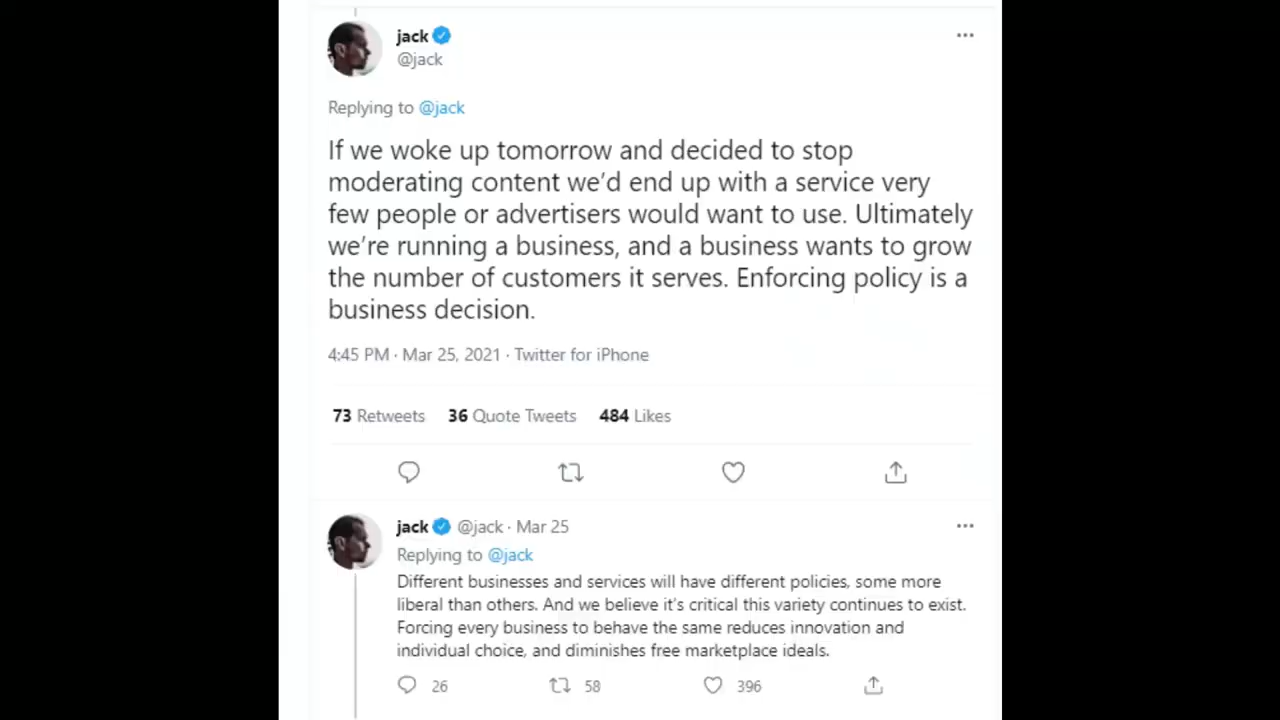 jack
@jack
Replying to @jack
If we woke up tomorrow and decided to stop
moderating content we’d end up with a service very
few people or advertisers would want to use. Ultimately
we’re running a business, and a business wants to grow
the number of customers it serves. Enforcing policy is a
business decision.
4:45 PM · Mar 25, 2021 · Twitter for iPhone
73 Retweets 36 Quote Tweets 484 Likes
jack @jack · Mar 25
Replying to @jack
Different businesses and services will have different policies, some more
liberal than others. And we believe it's critical this variety continues to exist.
Forcing every business to behave the same reduces innovation and
individual choice, and diminishes free marketplace ideals.
26 58 396